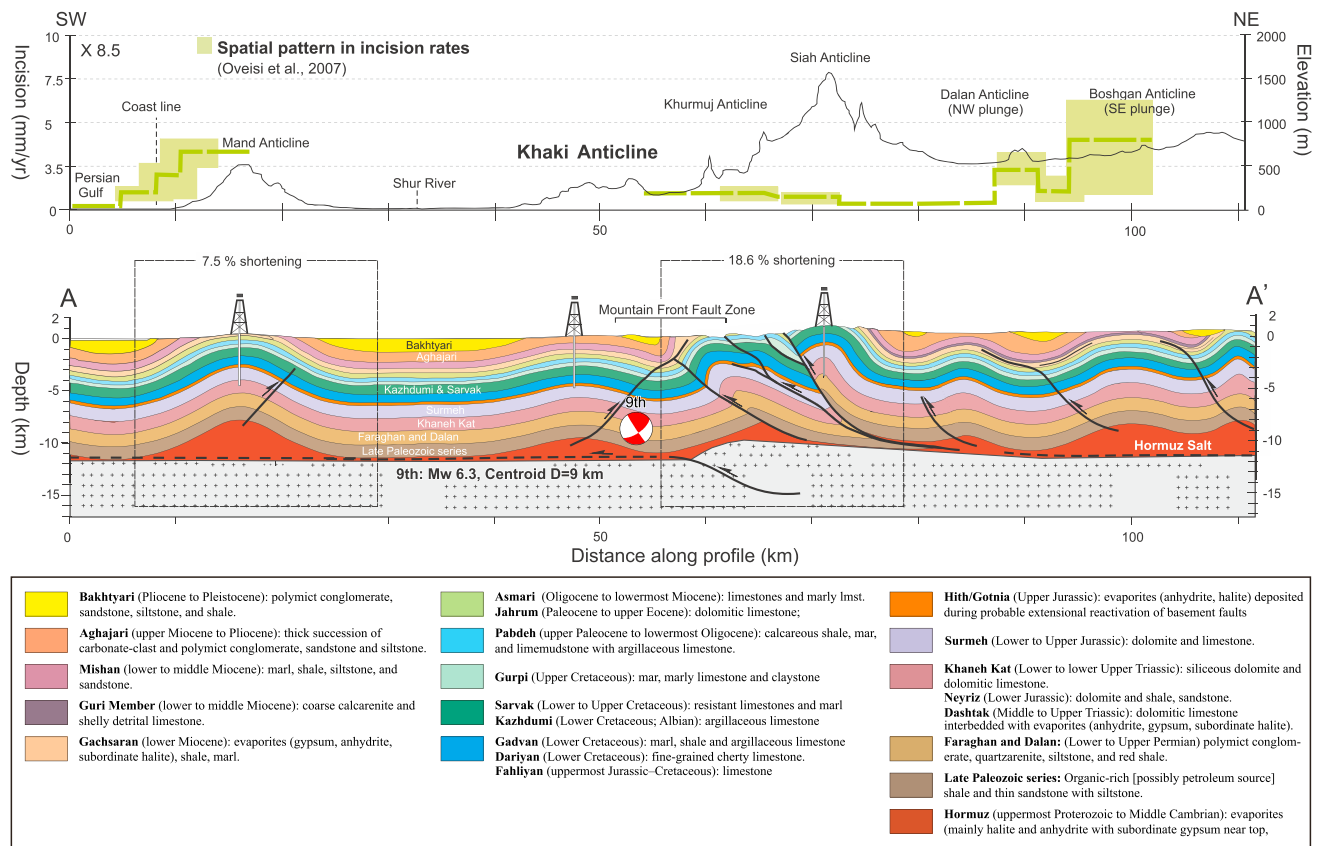 SW
NE
10
7.5
5
3.5
0
Incision (mm/yr)
X 8.5
Spatial pattern in incision rates
(Oveisi et al., 2007)
Coast line
Persian
Gulf
Mand Anticline
Shur River
Khaki Anticline
Khurmuj Anticline
Siah Anticline
Dalan Anticline
(NW plunge)
Boshgan Anticline
(SE plunge)
2000
1500
1000
500
0
Elevation (m)
0
50
100
7.5 % shortening
18.6 % shortening
A
A’
Mountain Front Fault Zone
2
0
-5
-10
-15
Depth (km)
2
0
-5
-10
-15
Bakhtyari
Aghajari
Kazhdumi & Sarvak
Surmeh
Khaneh Kat
Faraghan and Dalan
Late Paleozoic series
9th
Hormuz Salt
9th: Mw 6.3, Centroid D=9 km
0
50
100
Distance along profile (km)
Bakhtyari (Pliocene to Pleistocene): polymict conglomerate,
sandstone, siltstone, and shale.
Aghajari (upper Miocene to Pliocene): thick succession of
carbonate-clast and polymict conglomerate, sandstone and siltstone.
Mishan (lower to middle Miocene): marl, shale, siltstone, and
sandstone.
Guri Member (lower to middle Miocene): coarse calcarenite and
shelly detrital limestone.
Gachsaran (lower Miocene): evaporites (gypsum, anhydrite,
subordinate halite), shale, marl.
Asmari (Oligocene to lowermost Miocene): limestones and marly lmst.
Jahrum (Paleocene to upper Eocene): dolomitic limestone;
Pabdeh (upper Paleocene to lowermost Oligocene): calcareous shale, mar,
and limemudstone with argillaceous limestone.
Gurpi (Upper Cretaceous): mar, marly limestone and claystone
Sarvak (Lower to Upper Cretaceous): resistant limestones and marl
Kazhdumi (Lower Cretaceous; Albian): argillaceous limestone
Gadvan (Lower Cretaceous): marl, shale and argillaceous limestone
Dariyan (Lower Cretaceous): fine-grained cherty limestone.
Fahliyan (uppermost Jurassic–Cretaceous): limestone
Hith/Gotnia (Upper Jurassic): evaporites (anhydrite, halite) deposited
during probable extensional reactivation of basement faults
Surmeh (Lower to Upper Jurassic): dolomite and limestone.
Khaneh Kat (Lower to lower Upper Triassic): siliceous dolomite and
dolomitic limestone.
Neyriz (Lower Jurassic): dolomite and shale, sandstone.
Dashtak (Middle to Upper Triassic): dolomitic limestone
interbedded with evaporites (anhydrite, gypsum, subordinate halite).
Faraghan and Dalan: (Lower to Upper Permian) polymict conglom-
erate, quartzarenite, siltstone, and red shale.
Late Paleozoic series: Organic-rich [possibly petroleum source]
shale and thin sandstone with siltstone.
Hormuz (uppermost Proterozoic to Middle Cambrian): evaporites
(mainly halite and anhydrite with subordinate gypsum near top,